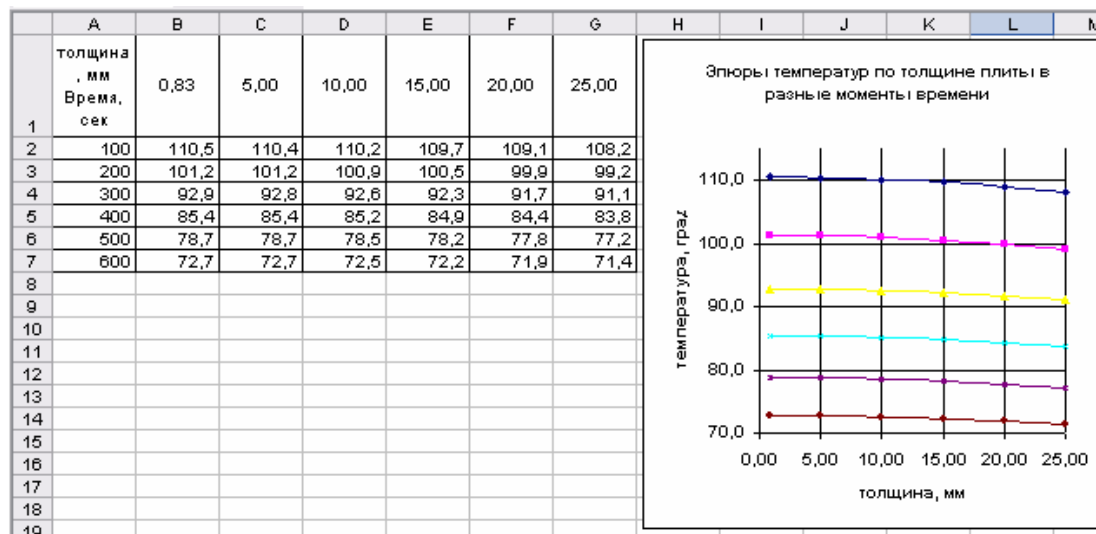 A B C D E F G H I J K L M
толщина
, мм
Время,
сек
1 0,83 5,00 10,00 15,00 20,00 25,00
2 100 110,5 110,4 110,2 109,7 109,1 108,2
3 200 101,2 101,2 100,9 100,5 99,9 99,2
4 300 92,9 92,8 92,6 92,3 91,7 91,1
5 400 85,4 85,4 85,2 84,9 84,4 83,8
6 500 78,7 78,7 78,5 78,2 77,8 77,2
7 600 72,7 72,7 72,5 72,2 71,9 71,4
8
9
10
11
12
13
14
15
16
17
18
19
Эпюры температур по толщине плиты в
разные моменты времени
температура, град
110,0
100,0
90,0
80,0
70,0
0,00 5,00 10,00 15,00 20,00 25,00
толщина, мм